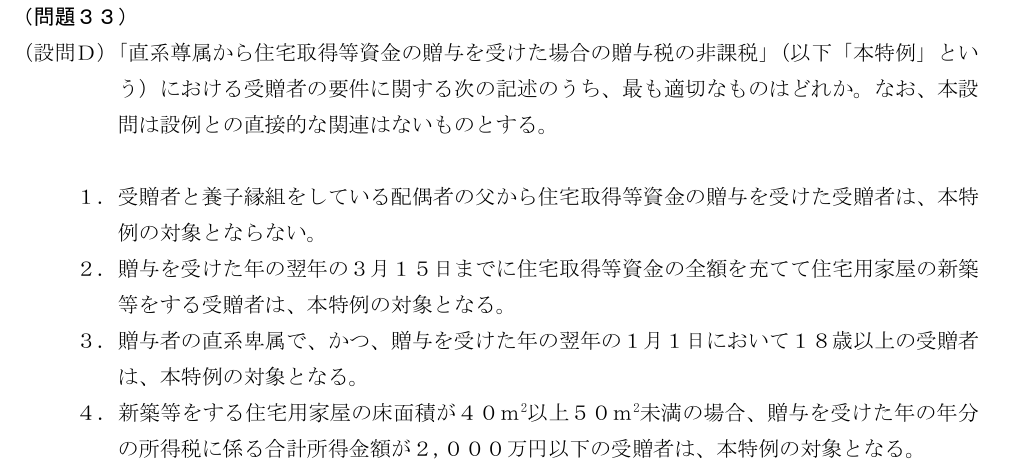 （問題３３）
（設問Ｄ）「直系尊属から住宅取得等資金の贈与を受けた場合の贈与税の非課税」（以下「本特例」とい
う）における受贈者の要件に関する次の記述のうち、最も適切なものはどれか。なお、本設
問は設例との直接的な関連はないものとする。
１．受贈者と養子縁組をしている配偶者の父から住宅取得等資金の贈与を受けた受贈者は、本特
例の対象とならない。
２．贈与を受けた年の翌年の３月１５日までに住宅取得等資金の全額を充てて住宅用家屋の新築
等をする受贈者は、本特例の対象となる。
３．贈与者の直系卑属で、かつ、贈与を受けた年の翌年の１月１日において１８歳以上の受贈者
は、本特例の対象となる。
４．新築等をする住宅用家屋の床面積が４０ｍ²以上５０ｍ²未満の場合、贈与を受けた年の年分
の所得税に係る合計所得金額が２,０００万円以下の受贈者は、本特例の対象となる。